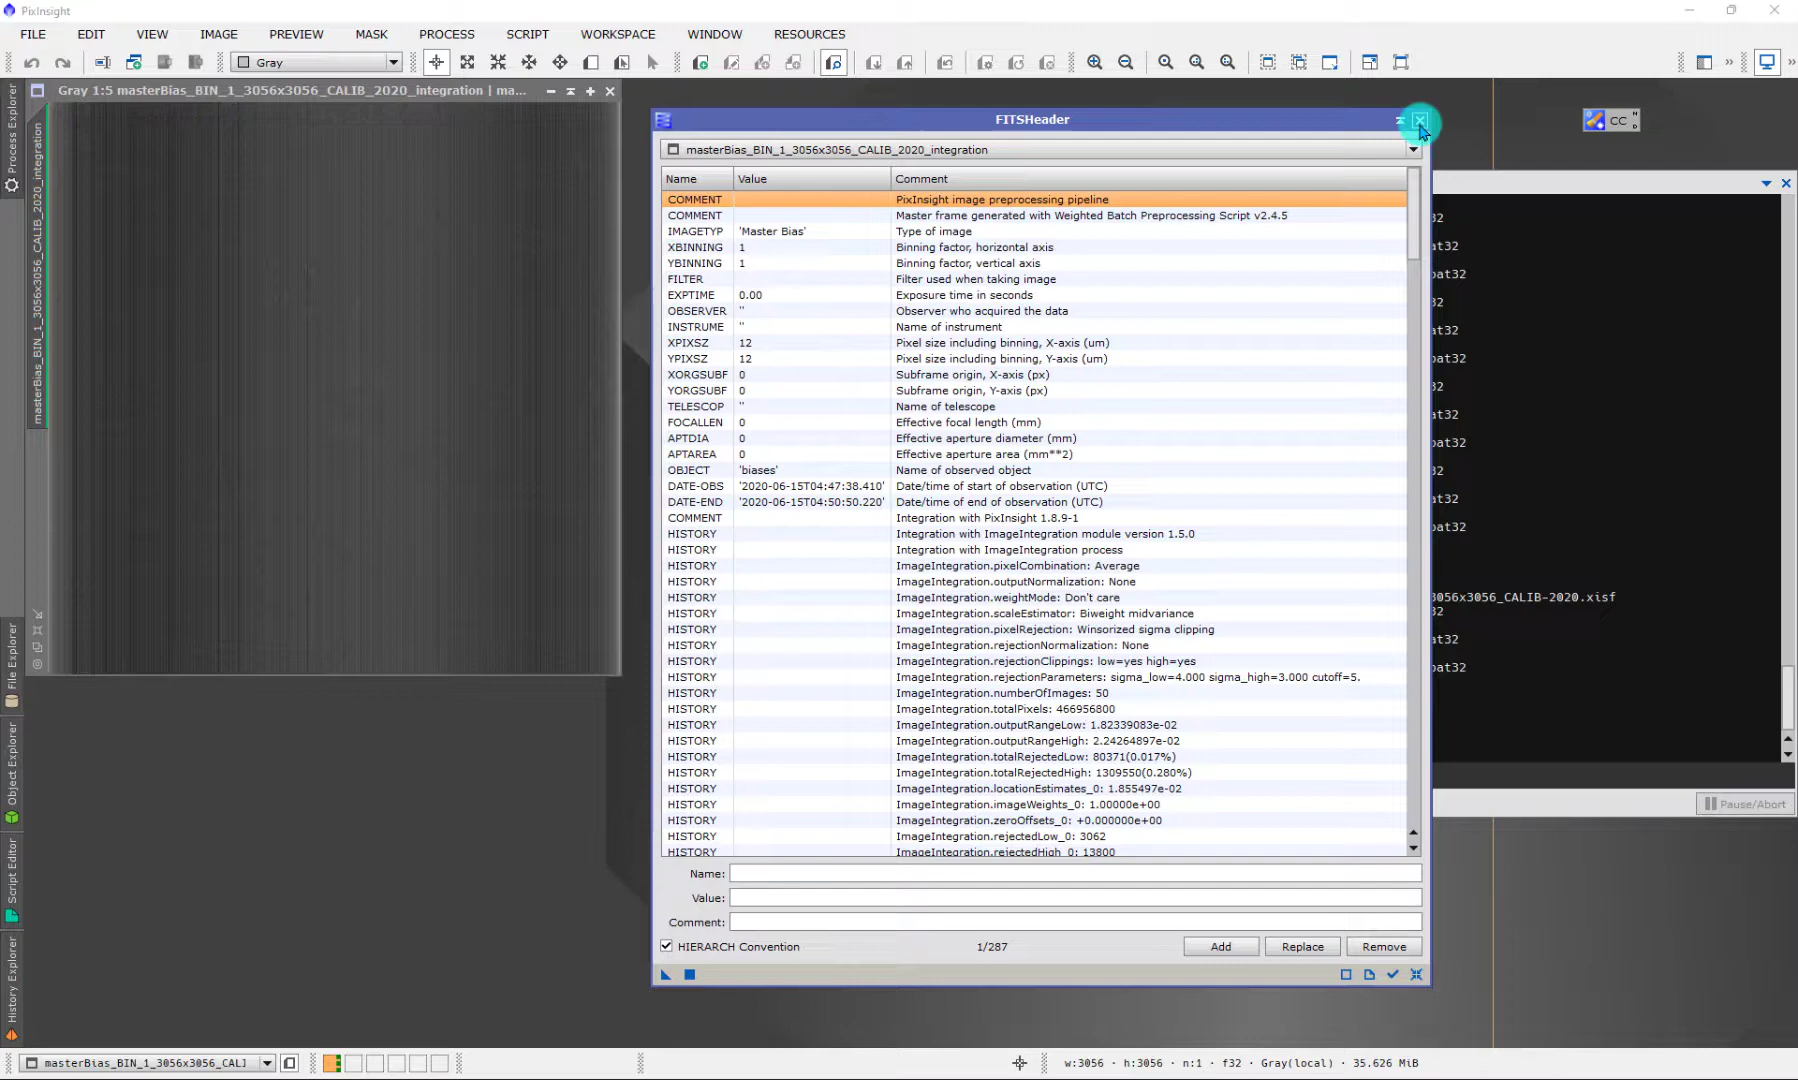 PixInsight
FILE EDIT VIEW IMAGE PREVIEW MASK PROCESS SCRIPT WORKSPACE WINDOW RESOURCES
Gray
Gray 1:5 masterBias_BIN_1_3056x3056_CALIB_2020_integration | ma...
masterBias_BIN_1_3056x3056_CALIB_2020_integration
Process Explorer
File Explorer
Object Explorer
Script Editor
History Explorer
FITSHeader
CC
masterBias_BIN_1_3056x3056_CALIB_2020_integration
Name Value Comment
COMMENT PixInsight image preprocessing pipeline
COMMENT Master frame generated with Weighted Batch Preprocessing Script v2.4.5
IMAGETYP 'Master Bias' Type of image
XBINNING 1 Binning factor, horizontal axis
YBINNING 1 Binning factor, vertical axis
FILTER Filter used when taking image
EXPTIME 0.00 Exposure time in seconds
OBSERVER '' Observer who acquired the data
INSTRUME '' Name of instrument
XPIXSZ 12 Pixel size including binning, X-axis (um)
YPIXSZ 12 Pixel size including binning, Y-axis (um)
XORGSUBF 0 Subframe origin, X-axis (px)
YORGSUBF 0 Subframe origin, Y-axis (px)
TELESCOP '' Name of telescope
FOCALLEN 0 Effective focal length (mm)
APTDIA 0 Effective aperture diameter (mm)
APTAREA 0 Effective aperture area (mm**2)
OBJECT 'biases' Name of observed object
DATE-OBS '2020-06-15T04:47:38.410' Date/time of start of observation (UTC)
DATE-END '2020-06-15T04:50:50.220' Date/time of end of observation (UTC)
COMMENT Integration with PixInsight 1.8.9-1
HISTORY Integration with ImageIntegration module version 1.5.0
HISTORY Integration with ImageIntegration process
HISTORY ImageIntegration.pixelCombination: Average
HISTORY ImageIntegration.outputNormalization: None
HISTORY ImageIntegration.weightMode: Don't care
HISTORY ImageIntegration.scaleEstimator: Biweight midvariance
HISTORY ImageIntegration.pixelRejection: Winsorized sigma clipping
HISTORY ImageIntegration.rejectionNormalization: None
HISTORY ImageIntegration.rejectionClippings: low=yes high=yes
HISTORY ImageIntegration.rejectionParameters: sigma_low=4.000 sigma_high=3.000 cutoff=5.
HISTORY ImageIntegration.numberOfImages: 50
HISTORY ImageIntegration.totalPixels: 466956800
HISTORY ImageIntegration.outputRangeLow: 1.82339083e-02
HISTORY ImageIntegration.outputRangeHigh: 2.24264897e-02
HISTORY ImageIntegration.totalRejectedLow: 80371(0.017%)
HISTORY ImageIntegration.totalRejectedHigh: 1309550(0.280%)
HISTORY ImageIntegration.locationEstimates_0: 1.855497e-02
HISTORY ImageIntegration.imageWeights_0: 1.00000e+00
HISTORY ImageIntegration.zeroOffsets_0: +0.000000e+00
HISTORY ImageIntegration.rejectedLow_0: 3062
HISTORY ImageIntegration.rejectedHigh_0: 13800
Name:
Value:
Comment:
HIERARCH Convention 1/287 Add Replace Remove
32
oat32
oat32
32
oat32
oat32
32
oat32
oat32
32
oat32
oat32
3056x3056_CALIB-2020.xisf
32
oat32
oat32
Pause/Abort
masterBias_BIN_1_3056x3056_CALI
w:3056 · h:3056 · n:1 · f32 · Gray(local) · 35.626 MiB